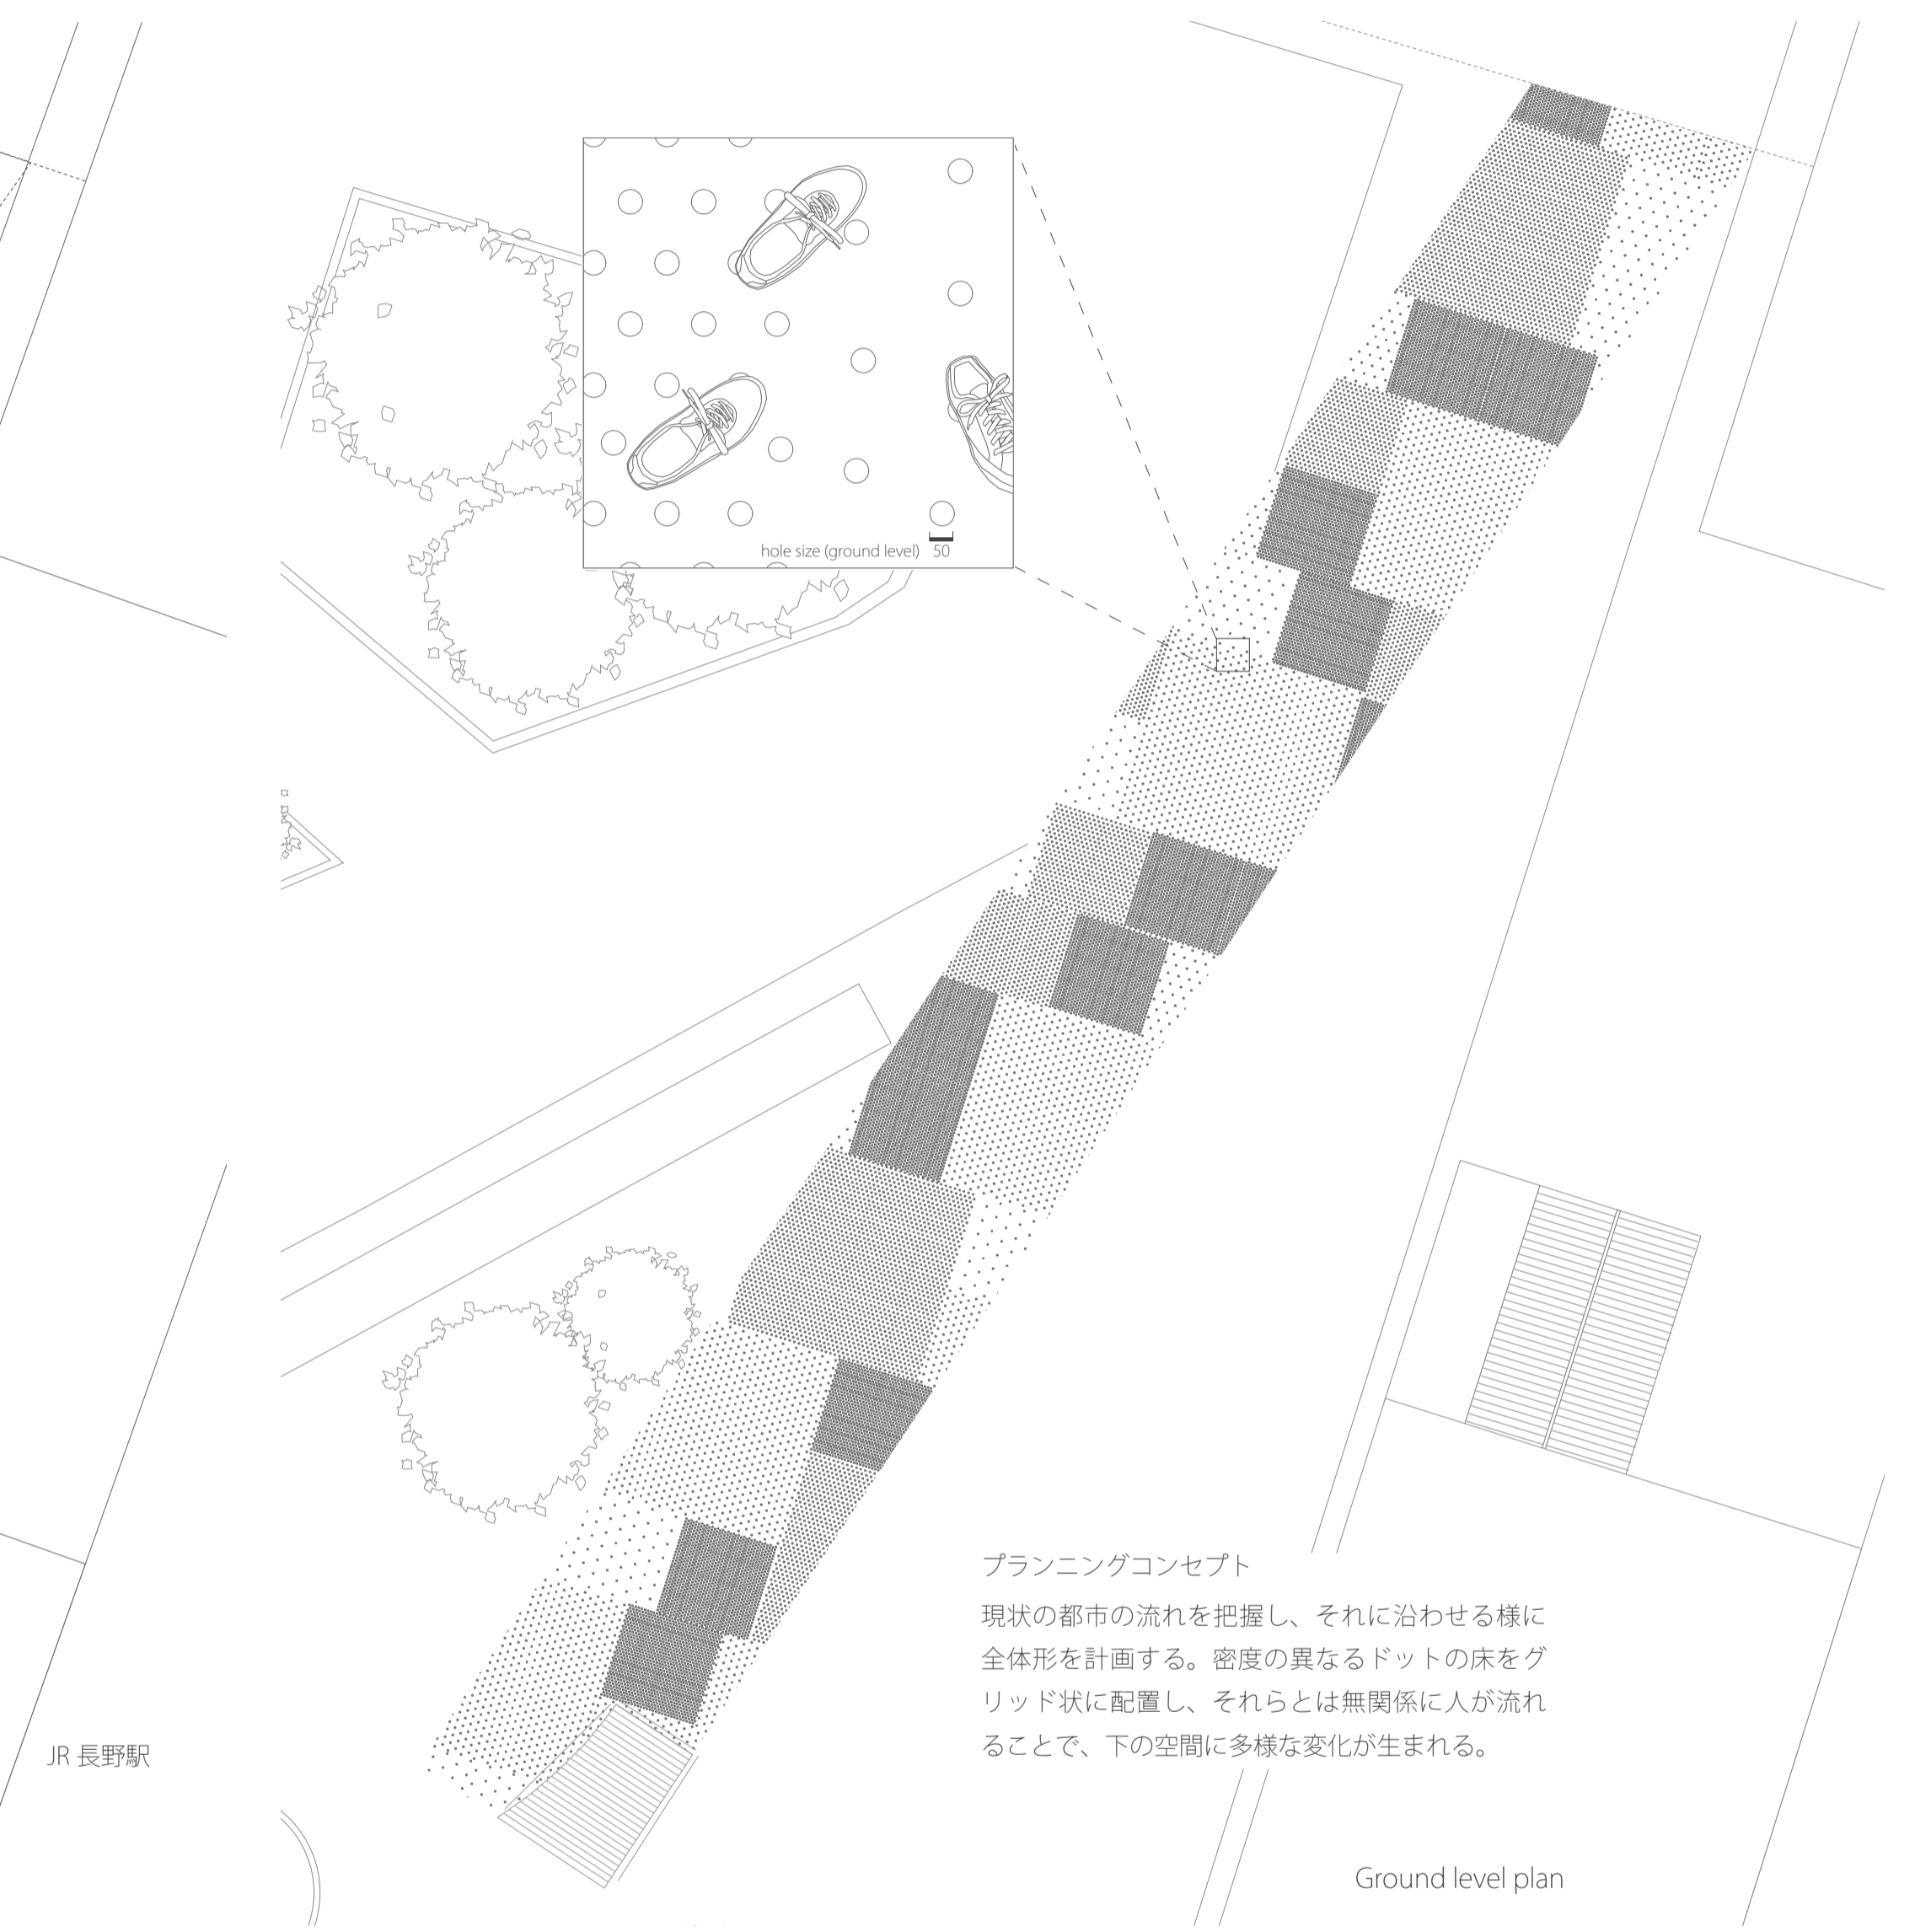 hole size (ground level) 50
プランニングコンセプト
現状の都市の流れを把握し、それに沿わせる様に
全体形を計画する。密度の異なるドットの床をグ
リッド状に配置し、それらとは無関係に人が流れ
ることで、下の空間に多様な変化が生まれる。
JR 長野駅
Ground level plan